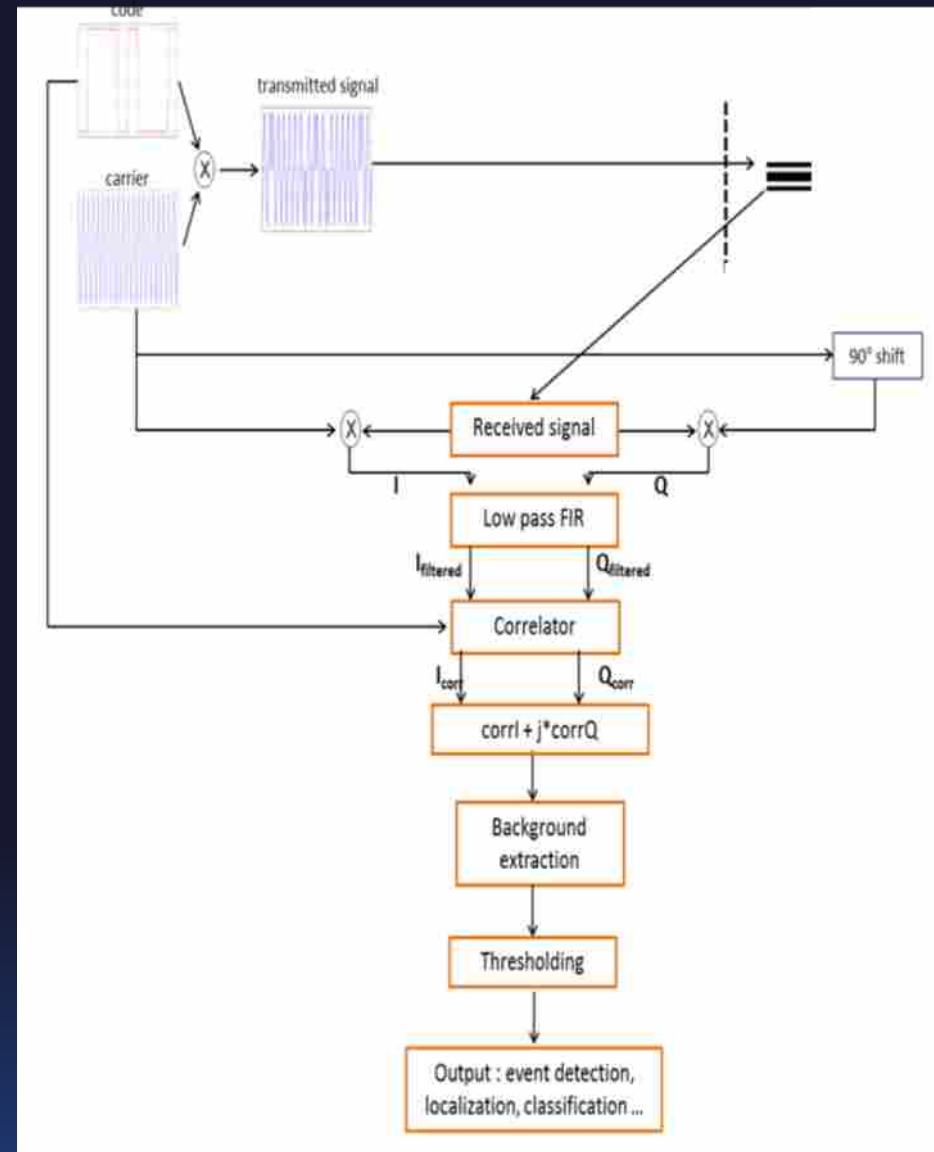 code
transmitted signal
carrier
X
90° shift
X
Received signal
X
I
Q
Low pass FIR
Ifiltered
Qfiltered
Correlator
Icorr
Qcorr
corrI + j*corrQ
Background
extraction
Thresholding
Output : event detection,
localization, classification ...